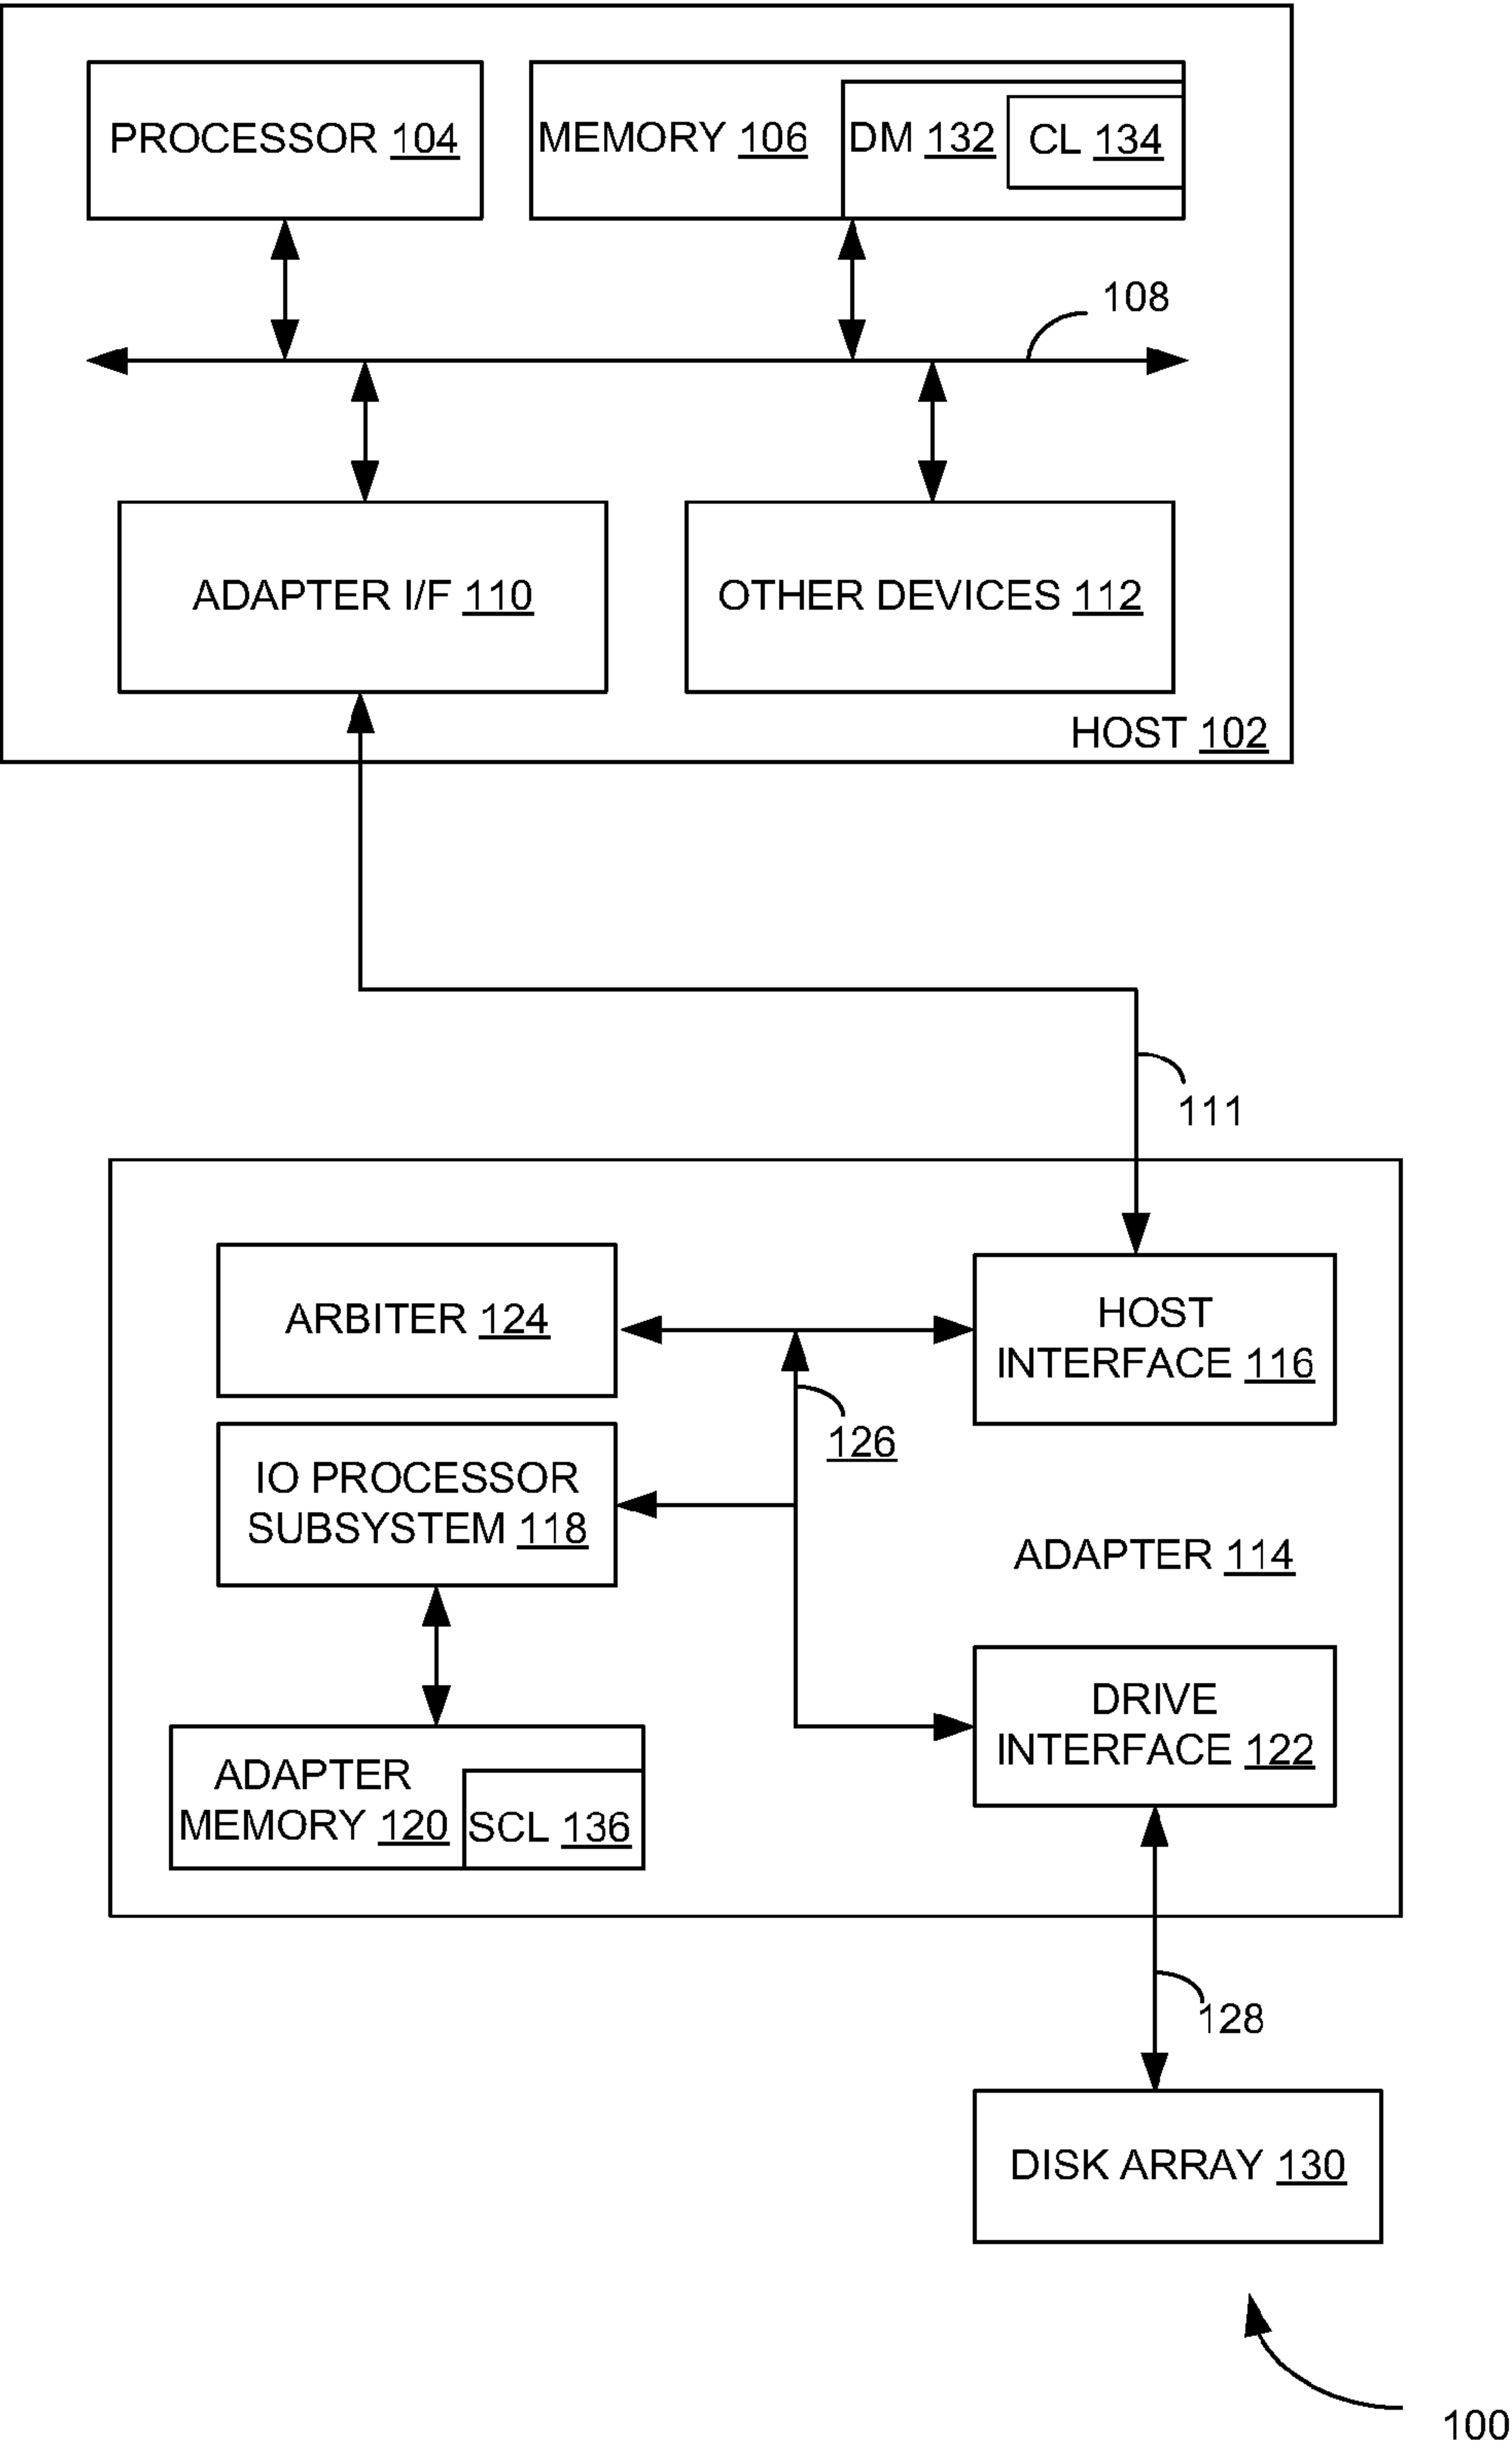 PROCESSOR 104
MEMORY 106
DM 132
CL 134
108
ADAPTER I/F 110
OTHER DEVICES 112
HOST 102
111
ARBITER 124
HOST
INTERFACE 116
126
IO PROCESSOR
SUBSYSTEM 118
ADAPTER 114
DRIVE
INTERFACE 122
ADAPTER
MEMORY 120
SCL 136
128
DISK ARRAY 130
100